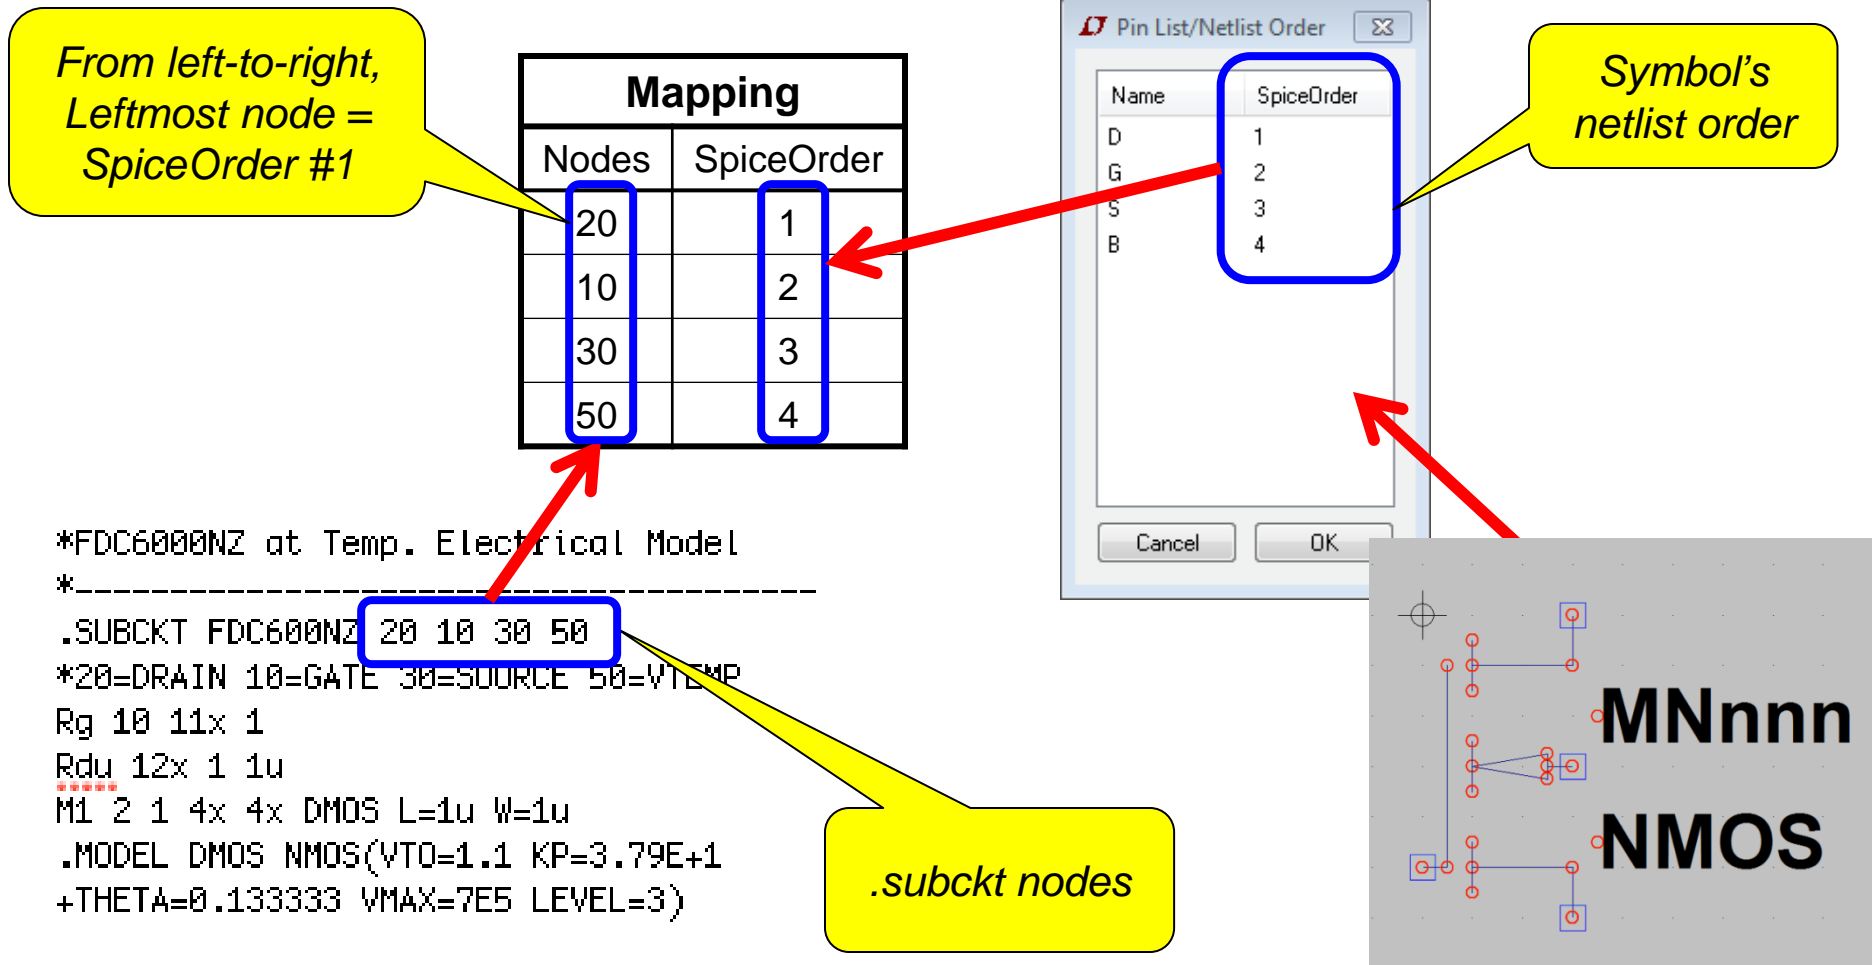 From left-to-right,
Leftmost node =
SpiceOrder #1
Mapping
Nodes SpiceOrder
20 1
10 2
30 3
50 4
Pin List/Netlist Order
Name SpiceOrder
D 1
G 2
S 3
B 4
Cancel OK
Symbol's
netlist order
*FDC6000NZ at Temp. Electrical Model
*----------------------------------
.SUBCKT FDC600NZ 20 10 30 50
*20=DRAIN 10=GATE 30=SOURCE 50=VTEMP
Rg 10 11x 1
Rdu 12x 1 1u
M1 2 1 4x 4x DMOS L=1u W=1u
.MODEL DMOS NMOS(VTO=1.1 KP=3.79E+1
+THETA=0.133333 VMAX=7E5 LEVEL=3)
.subckt nodes
MNnnn
NMOS